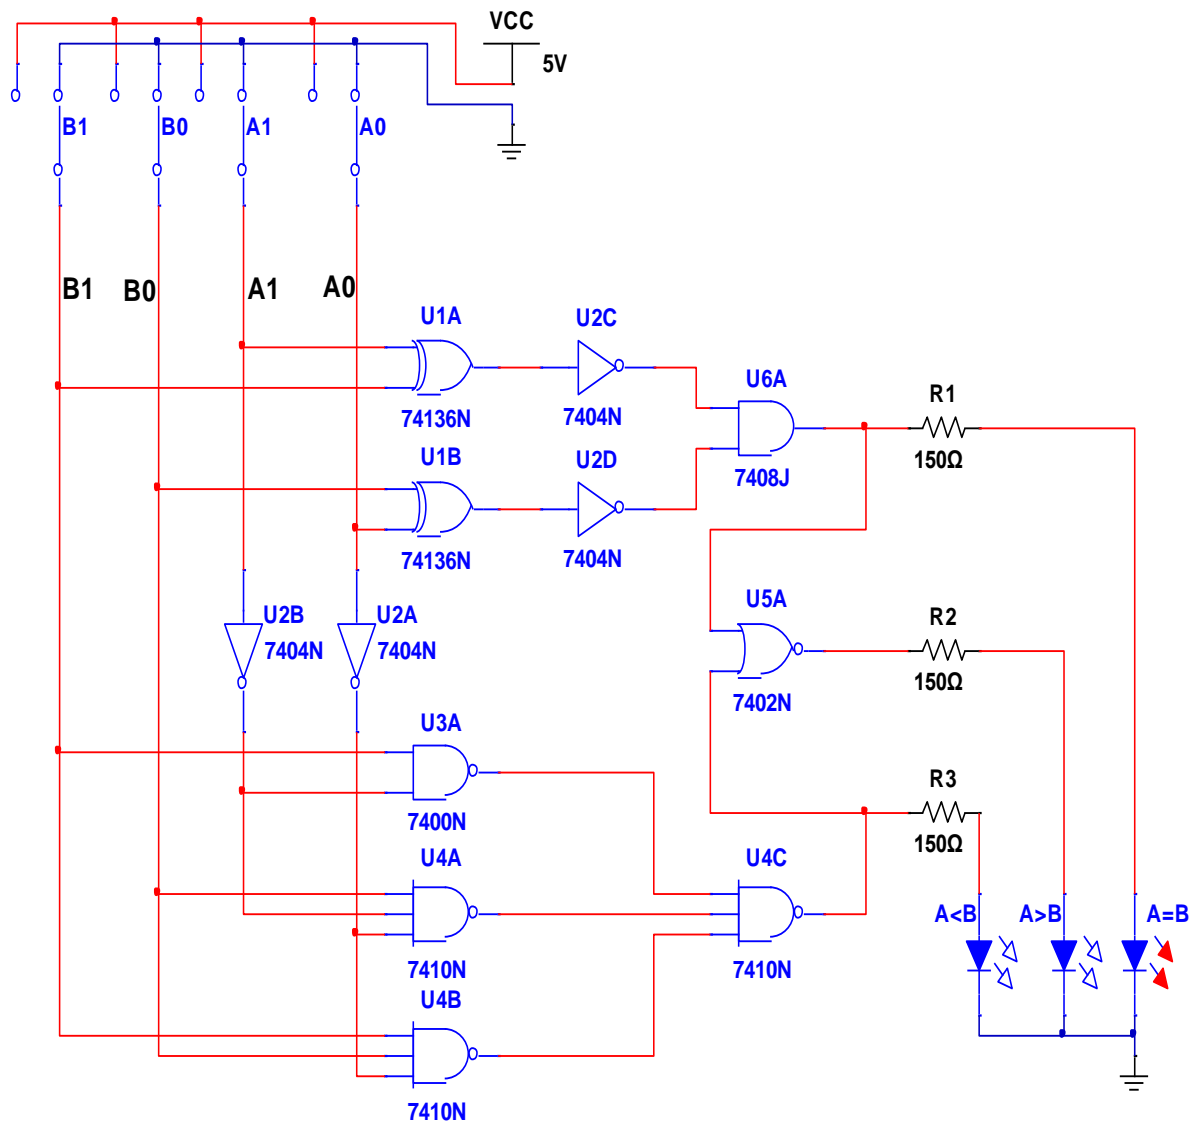 VCC
5V
B1 B0 A1 A0
B1 B0 A1 A0
U1A U2C
U6A
R1
74136N 7404N
U1B U2D
7408J
150Ω
74136N 7404N
U2B U2A U5A
R2
7404N 7404N
150Ω
7402N
U3A
R3
7400N
150Ω
U4A U4C
A<B A>B A=B
7410N 7410N
U4B
7410N